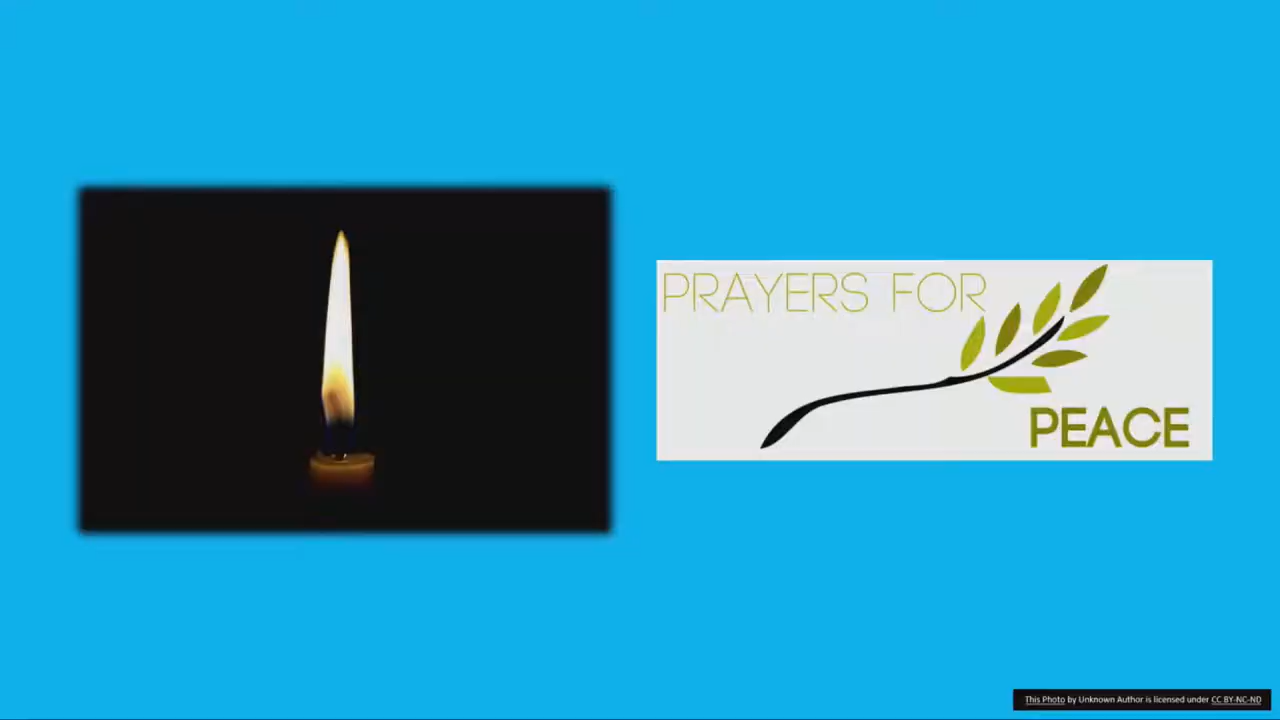 PRAYERS FOR
PEACE
This Photo by Unknown Author is licensed under CC BY-NC-ND